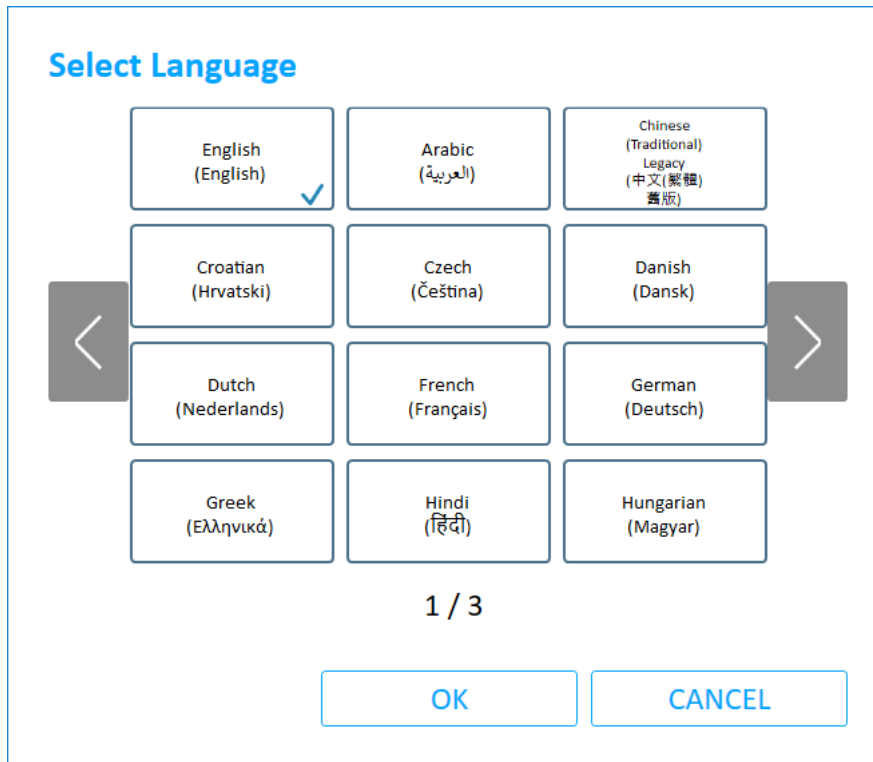 Select Language
English
(English)
Arabic
(العربية)
Chinese
(Traditional)
Legacy
(中文(繁體)
舊版)
Croatian
(Hrvatski)
Czech
(Čeština)
Danish
(Dansk)
Dutch
(Nederlands)
French
(Français)
German
(Deutsch)
Greek
(Ελληνικά)
Hindi
(हिंदी)
Hungarian
(Magyar)
1 / 3
OK
CANCEL